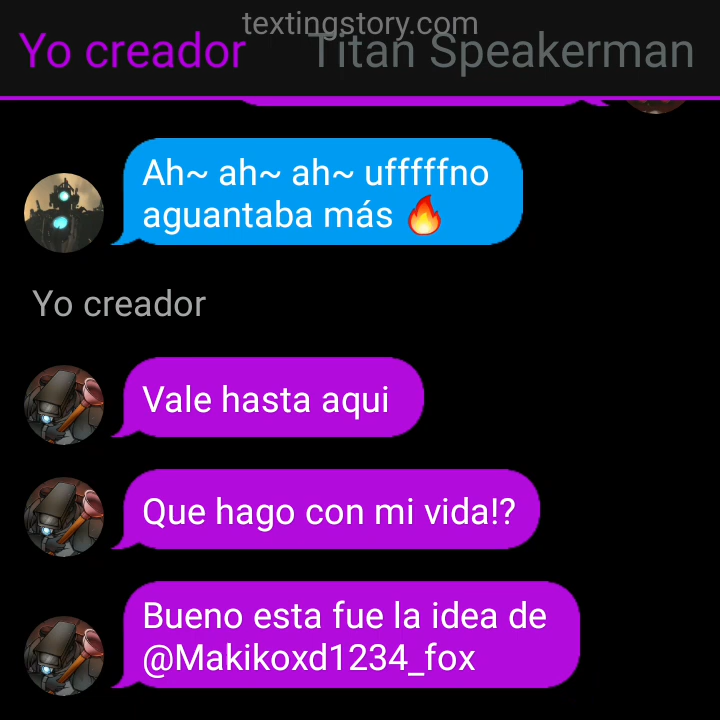 textingstory.com
Yo creador Titan Speakerman
Ah~ ah~ ah~ ufffffno
aguantaba más 🔥
Yo creador
Vale hasta aqui
Que hago con mi vida!?
Bueno esta fue la idea de
@Makikoxd1234_fox